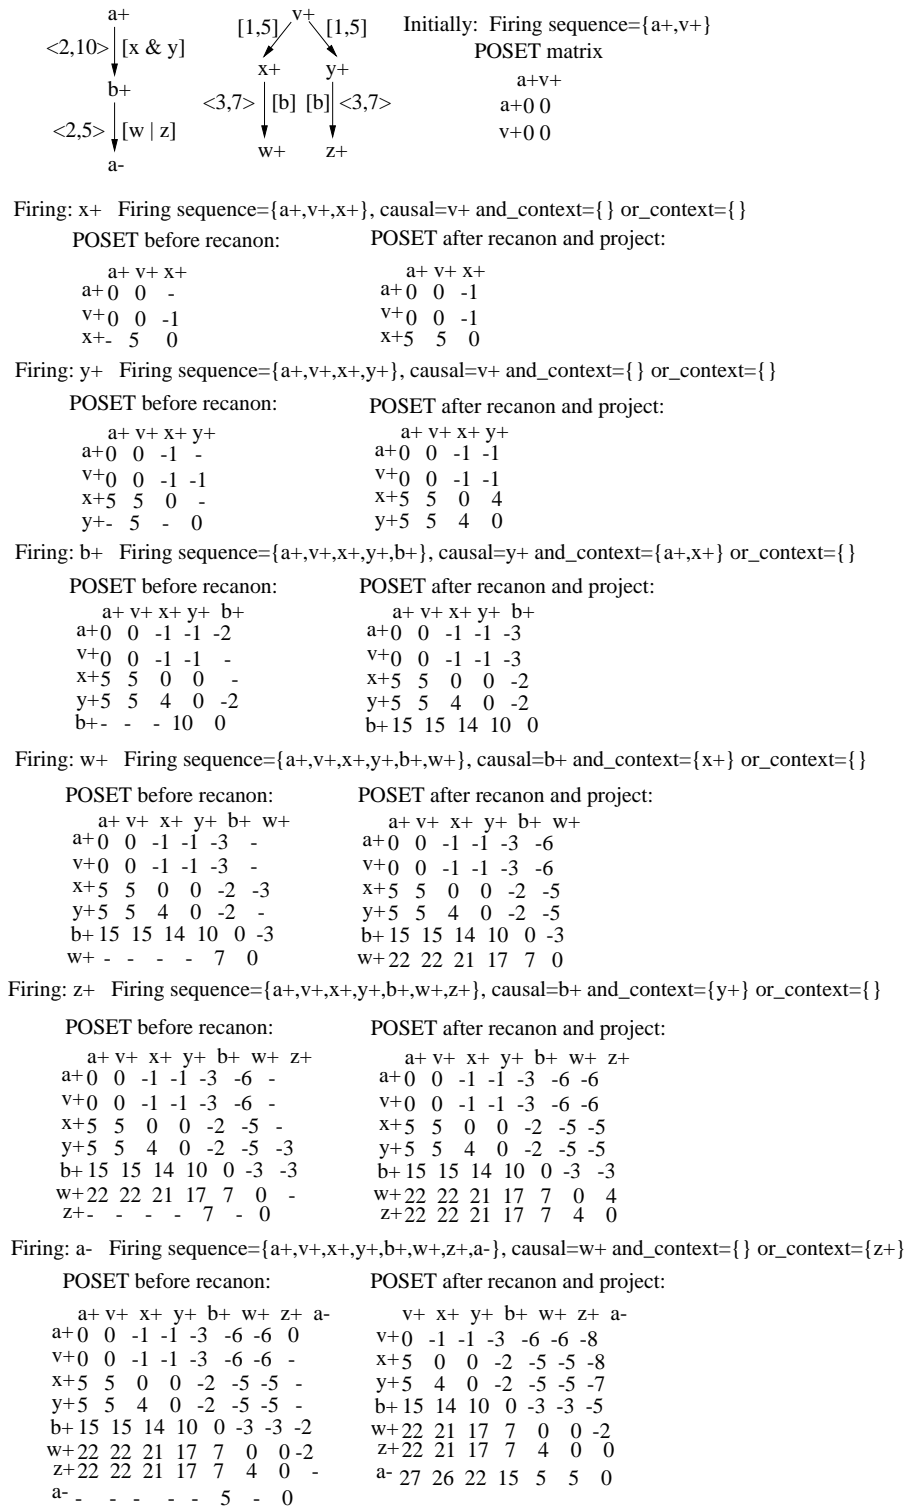 a+ v+ Initially: Firing sequence={a+,v+}
[1,5] [1,5]
<2,10> [x & y] POSET matrix
x+ y+
b+ a+v+
<3,7> [b] [b] <3,7> a+0 0
<2,5> [w | z] v+0 0
w+ z+
a-
Firing: x+ Firing sequence={a+,v+,x+}, causal=v+ and_context={} or_context={}
POSET before recanon: POSET after recanon and project:
a+ v+ x+ a+ v+ x+
a+0 0 - a+0 0 -1
v+0 0 -1 v+0 0 -1
x+- 5 0 x+5 5 0
Firing: y+ Firing sequence={a+,v+,x+,y+}, causal=v+ and_context={} or_context={}
POSET before recanon: POSET after recanon and project:
a+ v+ x+ y+ a+ v+ x+ y+
a+0 0 -1 - a+0 0 -1 -1
v+0 0 -1 -1 v+0 0 -1 -1
x+5 5 0 - x+5 5 0 4
y+- 5 - 0 y+5 5 4 0
Firing: b+ Firing sequence={a+,v+,x+,y+,b+}, causal=y+ and_context={a+,x+} or_context={}
POSET before recanon: POSET after recanon and project:
a+ v+ x+ y+ b+ a+ v+ x+ y+ b+
a+0 0 -1 -1 -2 a+0 0 -1 -1 -3
v+0 0 -1 -1 - v+0 0 -1 -1 -3
x+5 5 0 0 - x+5 5 0 0 -2
y+5 5 4 0 -2 y+5 5 4 0 -2
b+- - - 10 0 b+15 15 14 10 0
Firing: w+ Firing sequence={a+,v+,x+,y+,b+,w+}, causal=b+ and_context={x+} or_context={}
POSET before recanon: POSET after recanon and project:
a+ v+ x+ y+ b+ w+ a+ v+ x+ y+ b+ w+
a+0 0 -1 -1 -3 - a+0 0 -1 -1 -3 -6
v+0 0 -1 -1 -3 - v+0 0 -1 -1 -3 -6
x+5 5 0 0 -2 -3 x+5 5 0 0 -2 -5
y+5 5 4 0 -2 - y+5 5 4 0 -2 -5
b+15 15 14 10 0 -3 b+15 15 14 10 0 -3
w+ - - - - 7 0 w+22 22 21 17 7 0
Firing: z+ Firing sequence={a+,v+,x+,y+,b+,w+,z+}, causal=b+ and_context={y+} or_context={}
POSET before recanon: POSET after recanon and project:
a+ v+ x+ y+ b+ w+ z+ a+ v+ x+ y+ b+ w+ z+
a+0 0 -1 -1 -3 -6 - a+0 0 -1 -1 -3 -6 -6
v+0 0 -1 -1 -3 -6 - v+0 0 -1 -1 -3 -6 -6
x+5 5 0 0 -2 -5 - x+5 5 0 0 -2 -5 -5
y+5 5 4 0 -2 -5 -3 y+5 5 4 0 -2 -5 -5
b+15 15 14 10 0 -3 -3 b+15 15 14 10 0 -3 -3
w+22 22 21 17 7 0 - w+22 22 21 17 7 0 4
z+- - - - 7 - 0 z+22 22 21 17 7 4 0
Firing: a- Firing sequence={a+,v+,x+,y+,b+,w+,z+,a-}, causal=w+ and_context={} or_context={z+}
POSET before recanon: POSET after recanon and project:
a+ v+ x+ y+ b+ w+ z+ a- v+ x+ y+ b+ w+ z+ a-
a+0 0 -1 -1 -3 -6 -6 0 v+0 -1 -1 -3 -6 -6 -8
v+0 0 -1 -1 -3 -6 -6 - x+5 0 0 -2 -5 -5 -8
x+5 5 0 0 -2 -5 -5 - y+5 4 0 -2 -5 -5 -7
y+5 5 4 0 -2 -5 -5 - b+15 14 10 0 -3 -3 -5
b+15 15 14 10 0 -3 -3 -2 w+22 21 17 7 0 0 -2
w+22 22 21 17 7 0 0 -2 z+22 21 17 7 4 0 0
z+22 22 21 17 7 4 0 - a- 27 26 22 15 5 5 0
a- - - - - - 5 - 0